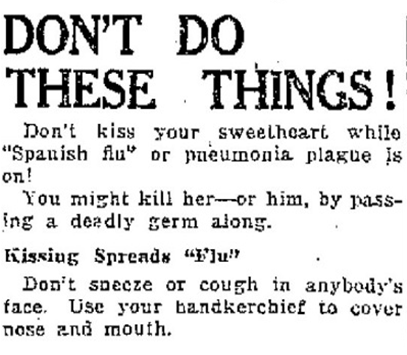 DON'T DO
THESE THINGS!
Don't kiss your sweetheart while
"Spanish flu" or pneumonia plague is
on!
You might kill her—or him, by pass-
ing a deadly germ along.
Kissing Spreads "Flu"
Don't sneeze or cough in anybody's
face. Use your handkerchief to cover
nose and mouth.